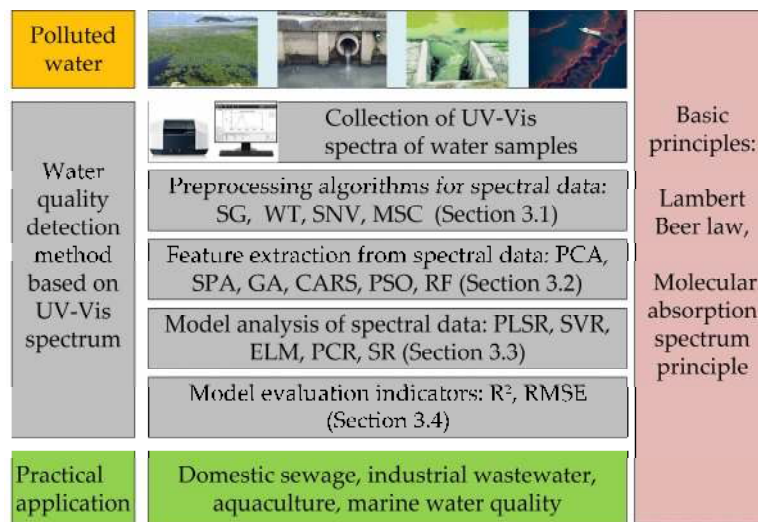 Polluted
water
Water
quality
detection
method
based on
UV-Vis
spectrum
Collection of UV-Vis
spectra of water samples
Preprocessing algorithms for spectral data:
SG, WT, SNV, MSC (Section 3.1)
Feature extraction from spectral data: PCA,
SPA, GA, CARS, PSO, RF (Section 3.2)
Model analysis of spectral data: PLSR, SVR,
ELM, PCR, SR (Section 3.3)
Model evaluation indicators: R², RMSE
(Section 3.4)
Practical
application
Domestic sewage, industrial wastewater,
aquaculture, marine water quality
Basic
principles:
Lambert
Beer law,
Molecular
absorption
spectrum
principle